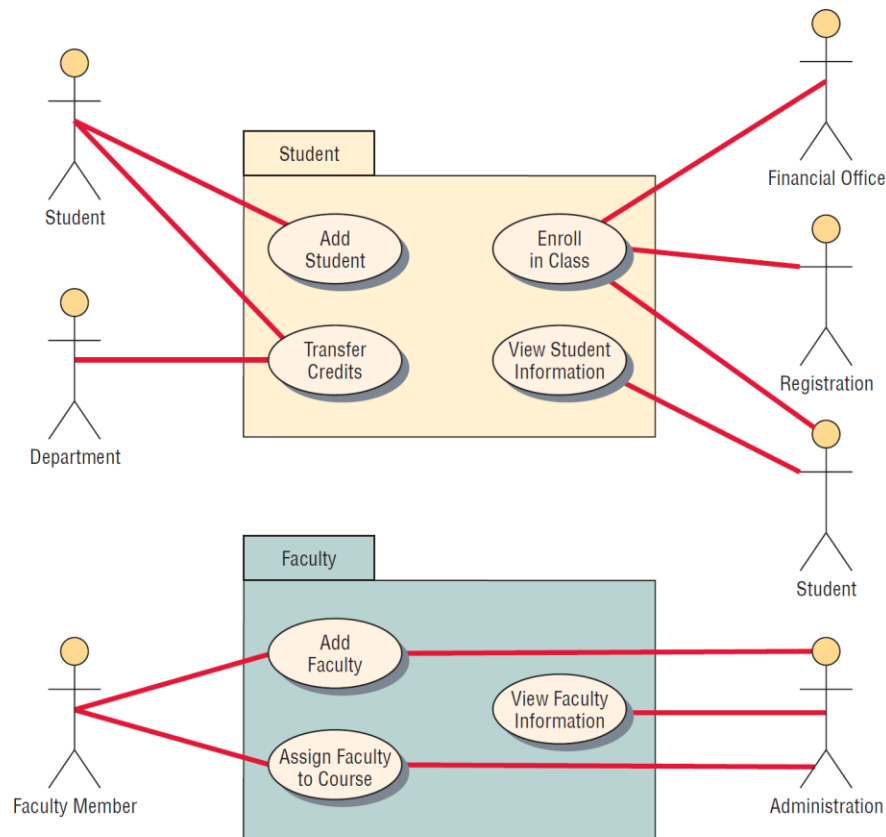 Student
Financial Office
Student
Add
Student
Enroll
in Class
Transfer
Credits
View Student
Information
Registration
Department
Faculty
Student
Add
Faculty
View Faculty
Information
Assign Faculty
to Course
Faculty Member
Administration